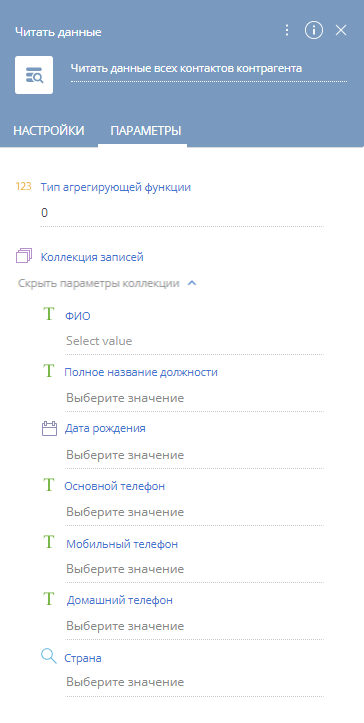 Читать данные
Читать данные всех контактов контрагента
НАСТРОЙКИ ПАРАМЕТРЫ
123 Тип агрегирующей функции
0
Коллекция записей
Скрыть параметры коллекции
T ФИО
Select value
T Полное название должности
Выберите значение
Дата рождения
Выберите значение
T Основной телефон
Выберите значение
T Мобильный телефон
Выберите значение
T Домашний телефон
Выберите значение
Страна
Выберите значение